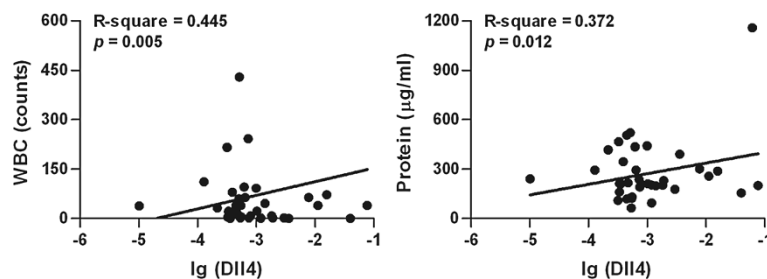 R-square = 0.445
p = 0.005
WBC (counts)
600
450
300
150
0
-6
-5
-4
-3
-2
-1
lg (Dll4)
R-square = 0.372
p = 0.012
Protein (μg/ml)
1200
900
600
300
0
-6
-5
-4
-3
-2
-1
lg (Dll4)